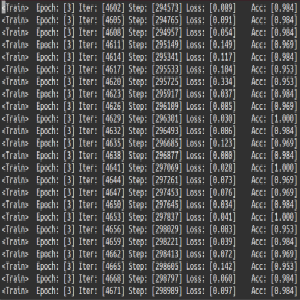 <Train> Epoch: [3] Iter: [4602] Step: [294573] Loss: [0.089] Acc: [0.984]
<Train> Epoch: [3] Iter: [4605] Step: [294765] Loss: [0.091] Acc: [0.984]
<Train> Epoch: [3] Iter: [4608] Step: [294957] Loss: [0.054] Acc: [0.984]
<Train> Epoch: [3] Iter: [4611] Step: [295149] Loss: [0.149] Acc: [0.969]
<Train> Epoch: [3] Iter: [4614] Step: [295341] Loss: [0.117] Acc: [0.984]
<Train> Epoch: [3] Iter: [4617] Step: [295533] Loss: [0.104] Acc: [0.953]
<Train> Epoch: [3] Iter: [4620] Step: [295725] Loss: [0.334] Acc: [0.953]
<Train> Epoch: [3] Iter: [4623] Step: [295917] Loss: [0.037] Acc: [0.984]
<Train> Epoch: [3] Iter: [4626] Step: [296109] Loss: [0.085] Acc: [0.969]
<Train> Epoch: [3] Iter: [4629] Step: [296301] Loss: [0.030] Acc: [1.000]
<Train> Epoch: [3] Iter: [4632] Step: [296493] Loss: [0.086] Acc: [0.984]
<Train> Epoch: [3] Iter: [4635] Step: [296685] Loss: [0.123] Acc: [0.969]
<Train> Epoch: [3] Iter: [4638] Step: [296877] Loss: [0.080] Acc: [0.984]
<Train> Epoch: [3] Iter: [4641] Step: [297069] Loss: [0.028] Acc: [1.000]
<Train> Epoch: [3] Iter: [4644] Step: [297261] Loss: [0.073] Acc: [0.969]
<Train> Epoch: [3] Iter: [4647] Step: [297453] Loss: [0.076] Acc: [0.969]
<Train> Epoch: [3] Iter: [4650] Step: [297645] Loss: [0.034] Acc: [0.984]
<Train> Epoch: [3] Iter: [4653] Step: [297837] Loss: [0.041] Acc: [1.000]
<Train> Epoch: [3] Iter: [4656] Step: [298029] Loss: [0.083] Acc: [0.953]
<Train> Epoch: [3] Iter: [4659] Step: [298221] Loss: [0.039] Acc: [0.984]
<Train> Epoch: [3] Iter: [4662] Step: [298413] Loss: [0.072] Acc: [0.969]
<Train> Epoch: [3] Iter: [4665] Step: [298605] Loss: [0.142] Acc: [0.953]
<Train> Epoch: [3] Iter: [4668] Step: [298797] Loss: [0.060] Acc: [0.984]
<Train> Epoch: [3] Iter: [4671] Step: [298989] Loss: [0.097] Acc: [0.984]